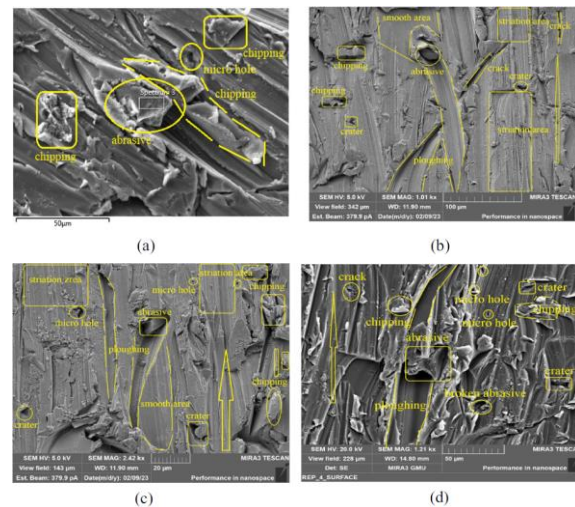 chipping
micro hole
chipping
Spectrum 5
chipping
abrasive
50μm
(a)
smooth area
striation area
crack
chipping
abrasive
crack
crater
chipping
crater
striation area
ploughing
SEM HV: 5.0 kV
SEM MAG: 1.01 kx
MIRA3 TESCAN
View field: 342 μm
WD: 11.90 mm
100 μm
Est. Beam: 379.9 pA
Date(m/d/y): 02/09/23
Performance in nanospace
(b)
striation area
striation area
micro hole
chipping
abrasive
micro hole
ploughing
chipping
smooth area
crater
crater
SEM HV: 5.0 kV
SEM MAG: 2.42 kx
MIRA3 TESCAN
View field: 143 μm
WD: 11.90 mm
20 μm
Est. Beam: 379.9 pA
Date(m/d/y): 02/09/23
Performance in nanospace
(c)
crack
crater
micro hole
chipping
chipping
micro hole
abrasive
crater
ploughing
broken abrasive
SEM HV: 20.0 kV
SEM MAG: 1.21 kx
MIRA3 TESCAN
View field: 229 μm
WD: 14.90 mm
50 μm
Det: SE
MIRA3 GMU
Performance in nanospace
REP_4_SURFACE
(d)